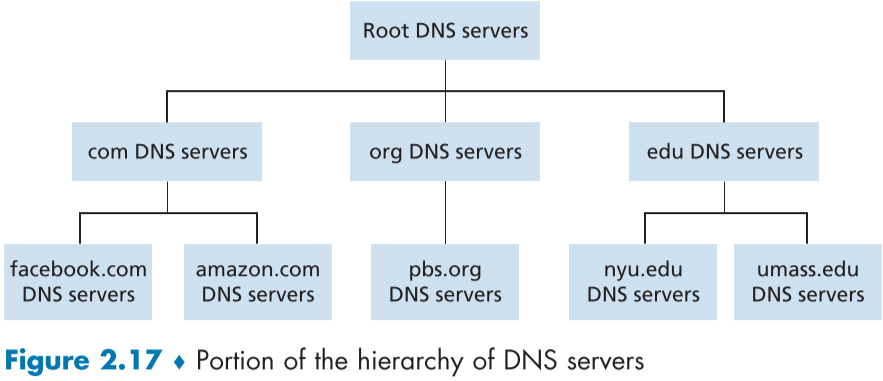 Root DNS servers
com DNS servers
org DNS servers
edu DNS servers
facebook.com
DNS servers
amazon.com
DNS servers
pbs.org
DNS servers
nyu.edu
DNS servers
umass.edu
DNS servers
Figure 2.17 ♦ Portion of the hierarchy of DNS servers